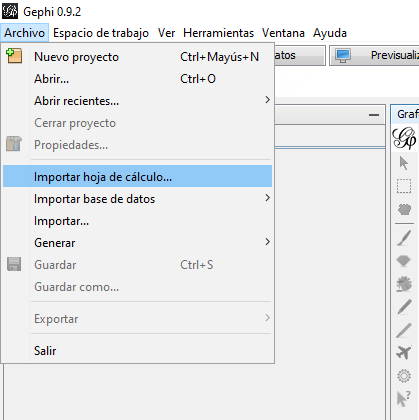 Gephi 0.9.2
Archivo Espacio de trabajo Ver Herramientas Ventana Ayuda
Nuevo proyecto Ctrl+Mayús+N
atos
Previsualiz
Abrir... Ctrl+O
Abrir recientes...
Cerrar proyecto
Graf
Propiedades...
Importar hoja de cálculo...
Importar base de datos
Importar...
Generar
Guardar Ctrl+S
Guardar como...
Exportar
Salir